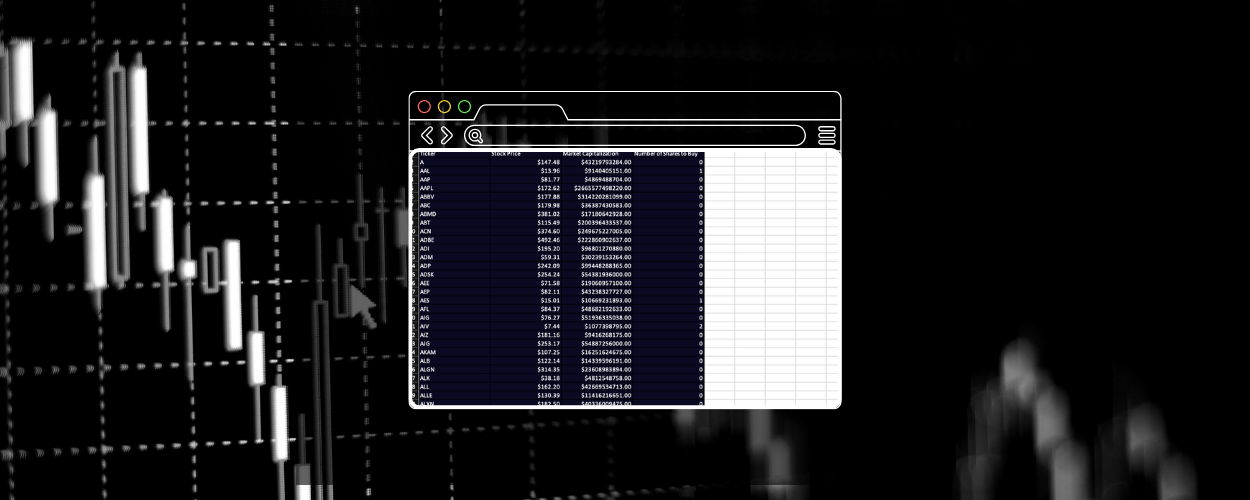 Ticker Stock Price Market Capitalization Number of Shares to Buy
A $147.48 $43219793284.00 0
AAL $13.96 $9140405151.00 1
AAP $81.77 $4869488704.00 0
AAPL $172.62 $2665577498220.00 0
ABBV $177.88 $314220281099.00 0
ABC $179.98 $36387430583.00 0
ABMD $381.02 $17180642928.00 0
ABT $115.49 $200396433537.00 0
ACN $374.60 $249675227005.00 0
ADBE $492.46 $222860902637.00 0
ADI $195.20 $96801270880.00 0
ADM $59.31 $30239153264.00 0
ADP $242.09 $99448288365.00 0
ADSK $254.24 $54381936000.00 0
AEE $71.58 $19060957100.00 0
AEP $82.11 $43238327727.00 0
AES $15.01 $10669231893.00 1
AFL $84.37 $48682192633.00 0
AIG $76.27 $51936335038.00 0
AIV $7.44 $1077398795.00 2
AIZ $181.16 $9416268175.00 0
AJG $253.17 $54887256000.00 0
AKAM $107.25 $16251624675.00 0
ALB $122.14 $14339596191.00 0
ALGN $314.35 $23608983894.00 0
ALK $38.18 $4812548758.00 0
ALL $162.20 $42669534713.00 0
ALLE $130.39 $11416216651.00 0
ALXN $182.50 $40336009475.00 0